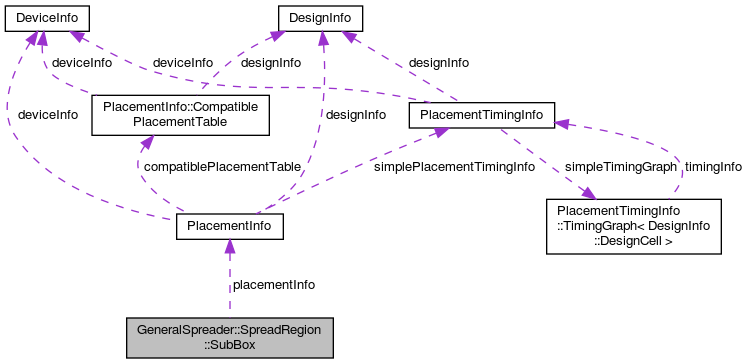 DeviceInfo
DesignInfo
deviceInfo
deviceInfo
designInfo
designInfo
deviceInfo
PlacementInfo::Compatible
PlacementTable
designInfo
PlacementTimingInfo
compatiblePlacementTable
simplePlacementTimingInfo
simpleTimingGraph
timingInfo
PlacementInfo
PlacementTimingInfo
::TimingGraph< DesignInfo
::DesignCell >
placementInfo
GeneralSpreader::SpreadRegion
::SubBox